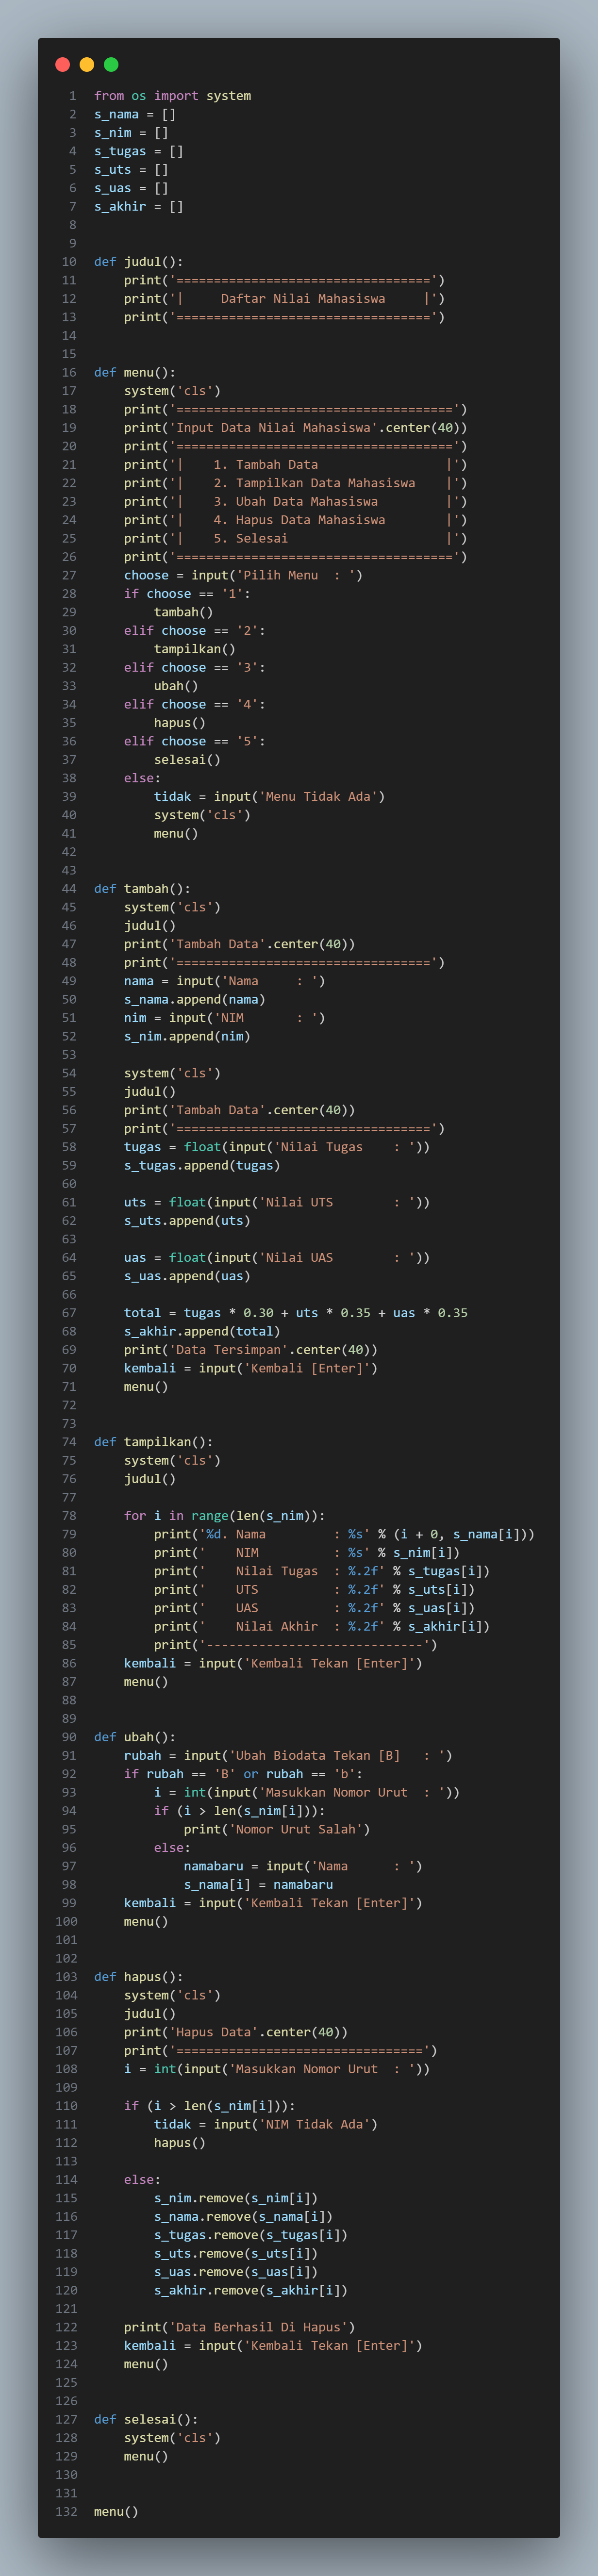 1 from os import system
2 s_nama = []
3 s_nim = []
4 s_tugas = []
5 s_uts = []
6 s_uas = []
7 s_akhir = []
8
9
10 def judul():
11     print('==================================')
12     print('|     Daftar Nilai Mahasiswa     |')
13     print('==================================')
14
15
16 def menu():
17     system('cls')
18     print('=====================================')
19     print('Input Data Nilai Mahasiswa'.center(40))
20     print('=====================================')
21     print('|    1. Tambah Data                 |')
22     print('|    2. Tampilkan Data Mahasiswa    |')
23     print('|    3. Ubah Data Mahasiswa         |')
24     print('|    4. Hapus Data Mahasiswa        |')
25     print('|    5. Selesai                     |')
26     print('=====================================')
27     choose = input('Pilih Menu  : ')
28     if choose == '1':
29         tambah()
30     elif choose == '2':
31         tampilkan()
32     elif choose == '3':
33         ubah()
34     elif choose == '4':
35         hapus()
36     elif choose == '5':
37         selesai()
38     else:
39         tidak = input('Menu Tidak Ada')
40         system('cls')
41         menu()
42
43
44 def tambah():
45     system('cls')
46     judul()
47     print('Tambah Data'.center(40))
48     print('==================================')
49     nama = input('Nama     : ')
50     s_nama.append(nama)
51     nim = input('NIM       : ')
52     s_nim.append(nim)
53
54     system('cls')
55     judul()
56     print('Tambah Data'.center(40))
57     print('==================================')
58     tugas = float(input('Nilai Tugas    : '))
59     s_tugas.append(tugas)
60
61     uts = float(input('Nilai UTS        : '))
62     s_uts.append(uts)
63
64     uas = float(input('Nilai UAS        : '))
65     s_uas.append(uas)
66
67     total = tugas * 0.30 + uts * 0.35 + uas * 0.35
68     s_akhir.append(total)
69     print('Data Tersimpan'.center(40))
70     kembali = input('Kembali [Enter]')
71     menu()
72
73
74 def tampilkan():
75     system('cls')
76     judul()
77
78     for i in range(len(s_nim)):
79         print('%d. Nama         : %s' % (i + 0, s_nama[i]))
80         print('    NIM          : %s' % s_nim[i])
81         print('    Nilai Tugas  : %.2f' % s_tugas[i])
82         print('    UTS          : %.2f' % s_uts[i])
83         print('    UAS          : %.2f' % s_uas[i])
84         print('    Nilai Akhir  : %.2f' % s_akhir[i])
85         print('-----------------------------')
86     kembali = input('Kembali Tekan [Enter]')
87     menu()
88
89
90 def ubah():
91     rubah = input('Ubah Biodata Tekan [B]   : ')
92     if rubah == 'B' or rubah == 'b':
93         i = int(input('Masukkan Nomor Urut  : '))
94         if (i > len(s_nim[i])):
95             print('Nomor Urut Salah')
96         else:
97             namabaru = input('Nama      : ')
98             s_nama[i] = namabaru
99     kembali = input('Kembali Tekan [Enter]')
100     menu()
101
102
103 def hapus():
104     system('cls')
105     judul()
106     print('Hapus Data'.center(40))
107     print('=================================')
108     i = int(input('Masukkan Nomor Urut  : '))
109
110     if (i > len(s_nim[i])):
111         tidak = input('NIM Tidak Ada')
112         hapus()
113
114     else:
115         s_nim.remove(s_nim[i])
116         s_nama.remove(s_nama[i])
117         s_tugas.remove(s_tugas[i])
118         s_uts.remove(s_uts[i])
119         s_uas.remove(s_uas[i])
120         s_akhir.remove(s_akhir[i])
121
122     print('Data Berhasil Di Hapus')
123     kembali = input('Kembali Tekan [Enter]')
124     menu()
125
126
127 def selesai():
128     system('cls')
129     menu()
130
131
132 menu()